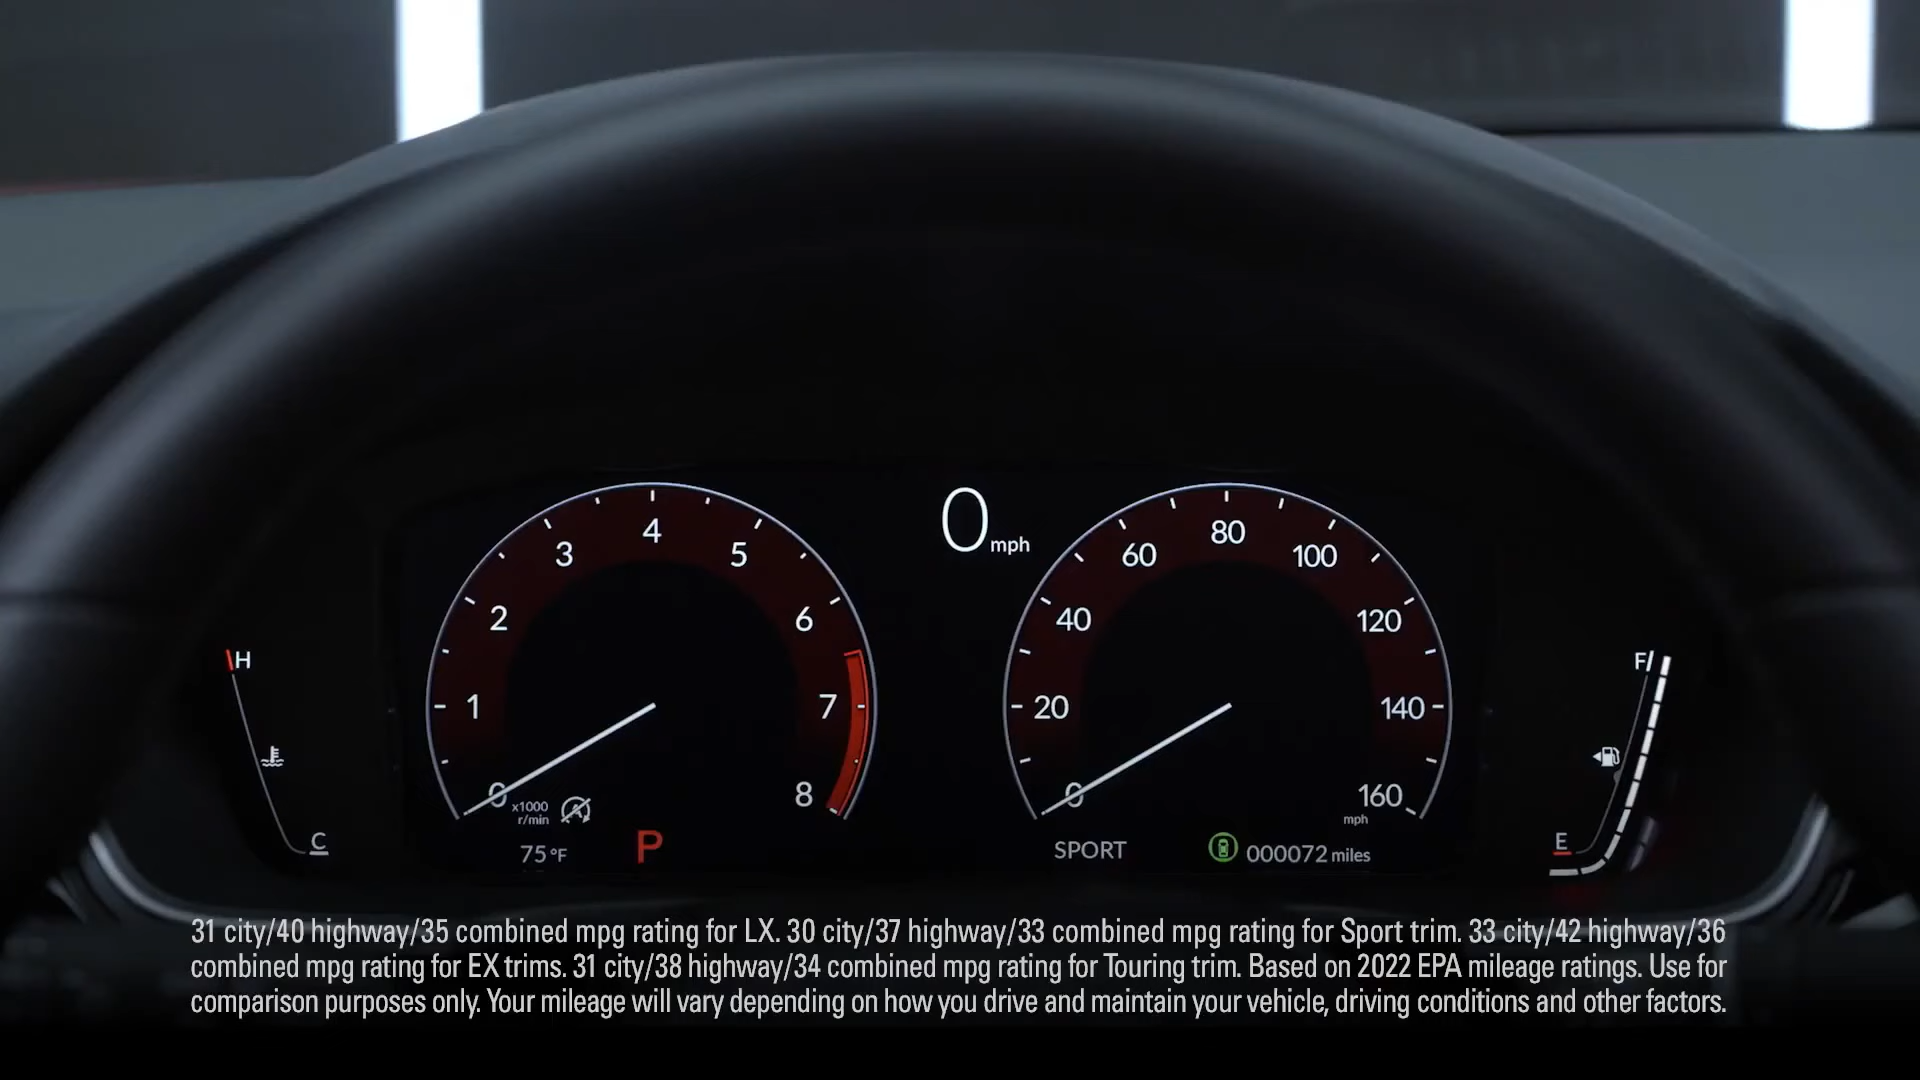 0 mph
4
3
5
2
6
1
7
0
8
x1000
r/min
80
60
100
40
120
20
140
0
160
mph
H
C
F
E
75 °F
P
SPORT
000072 miles
31 city/40 highway/35 combined mpg rating for LX. 30 city/37 highway/33 combined mpg rating for Sport trim. 33 city/42 highway/36
combined mpg rating for EX trims. 31 city/38 highway/34 combined mpg rating for Touring trim. Based on 2022 EPA mileage ratings. Use for
comparison purposes only. Your mileage will vary depending on how you drive and maintain your vehicle, driving conditions and other factors.